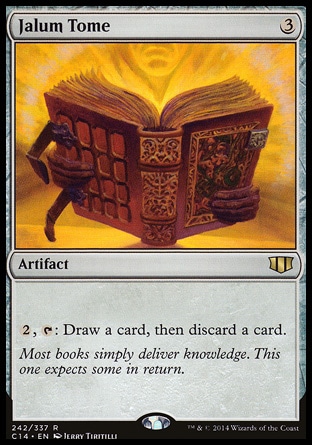 Jalum Tome 3
Artifact
2, T: Draw a card, then discard a card.
Most books simply deliver knowledge. This
one expects some in return.
242/337 R
C14 • EN Jerry Tiritilli
™ & © 2014 Wizards of the Coast